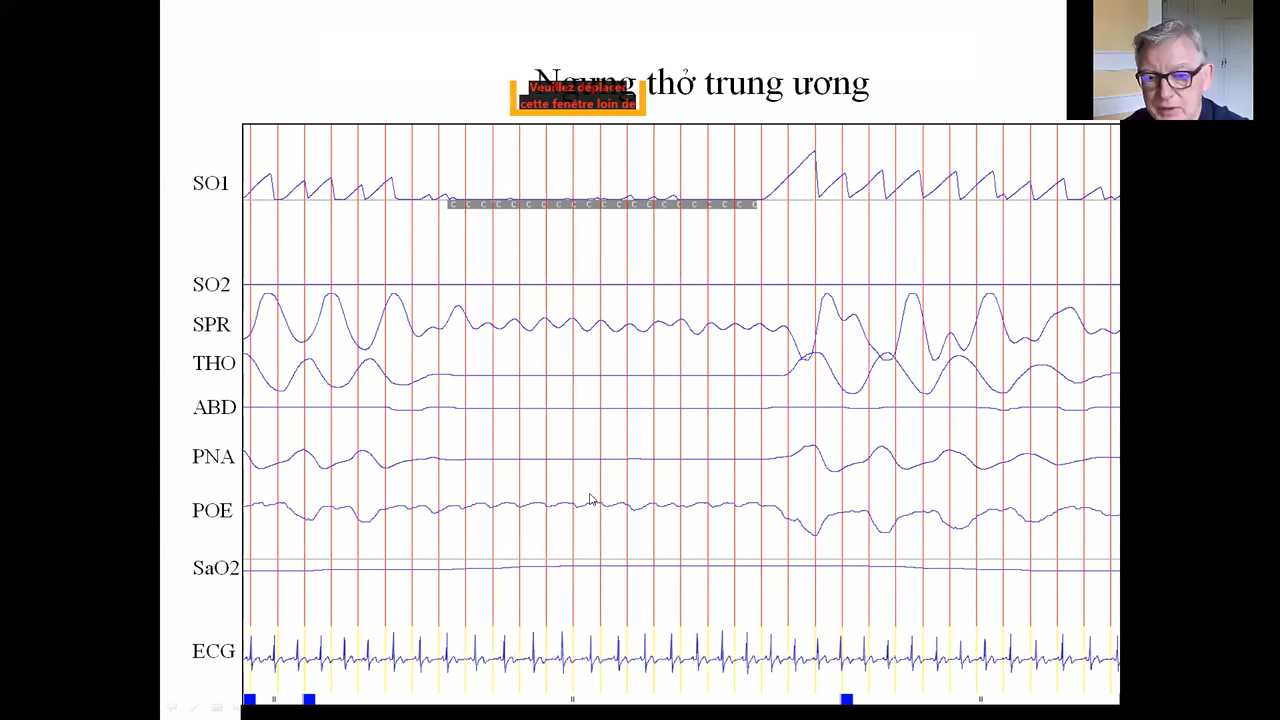 Ngưng thở trung ương
Veuillez déplacer
cette fenêtre loin de
SO1
C C C C C C C C C C C C C C C C C C C C C
SO2
SPR
THO
ABD
PNA
POE
SaO2
ECG